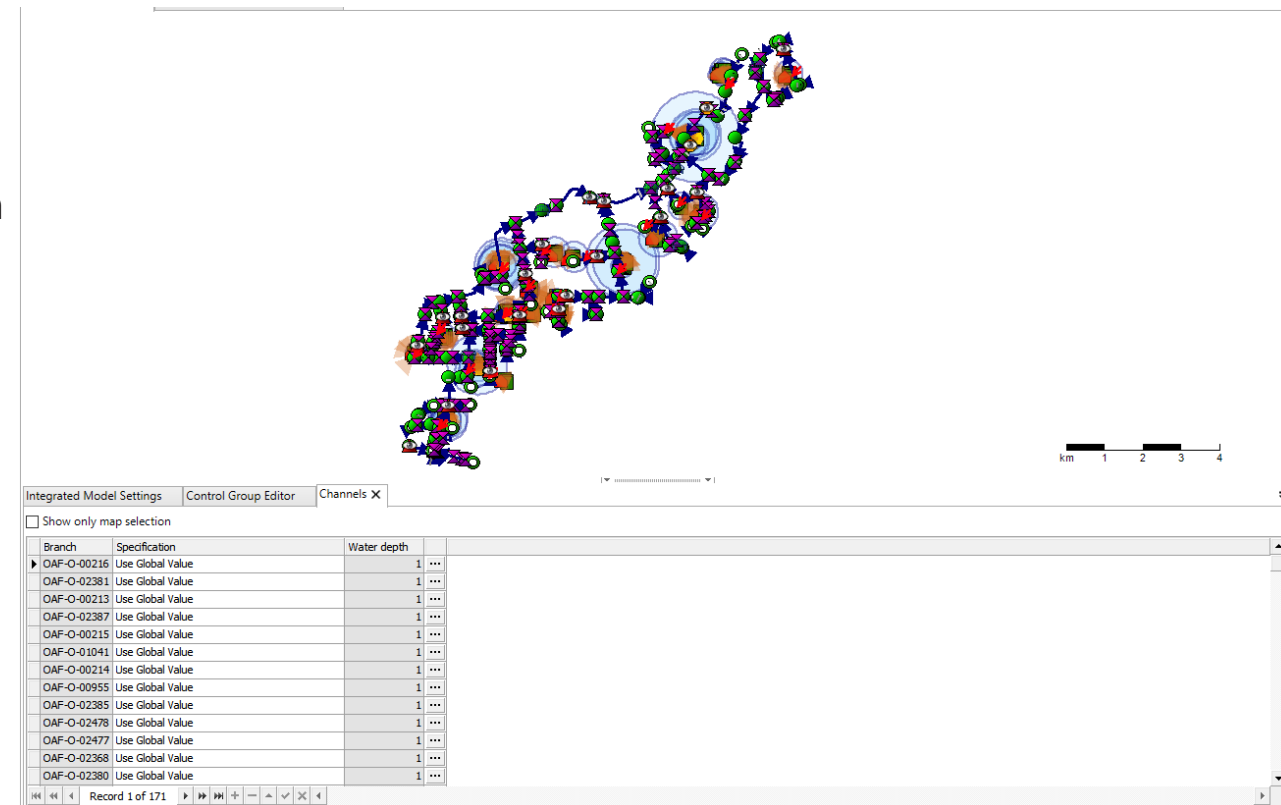 km 1 2 3 4
Integrated Model Settings Control Group Editor Channels X
Show only map selection
Branch Specification Water depth
OAF-O-00216 Use Global Value 1 ...
OAF-O-02381 Use Global Value 1 ...
OAF-O-00213 Use Global Value 1 ...
OAF-O-02387 Use Global Value 1 ...
OAF-O-00215 Use Global Value 1 ...
OAF-O-01041 Use Global Value 1 ...
OAF-O-00214 Use Global Value 1 ...
OAF-O-00955 Use Global Value 1 ...
OAF-O-02385 Use Global Value 1 ...
OAF-O-02478 Use Global Value 1 ...
OAF-O-02477 Use Global Value 1 ...
OAF-O-02368 Use Global Value 1 ...
OAF-O-02380 Use Global Value 1 ...
Record 1 of 171